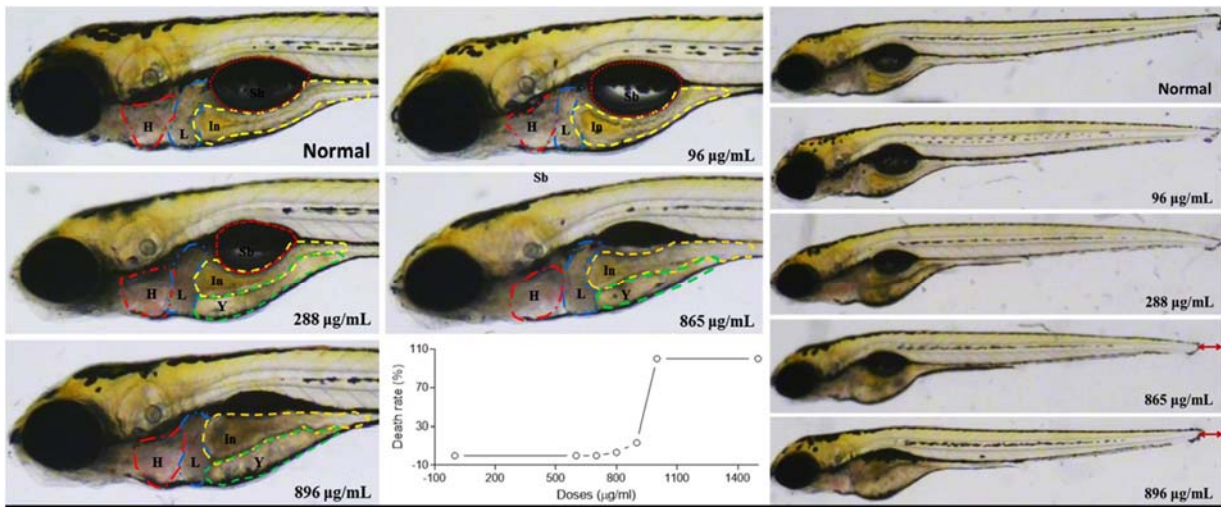 Sb
H
L
In
Normal
Sb
H
L
In
96 µg/mL
Sb
H
L
In
Y
288 µg/mL
Sb
H
L
In
Y
865 µg/mL
H
L
In
Y
896 µg/mL
Death rate (%)
110
70
30
-10
-100
200
500
800
1100
1400
Doses (µg/ml)
Normal
96 µg/mL
288 µg/mL
865 µg/mL
896 µg/mL